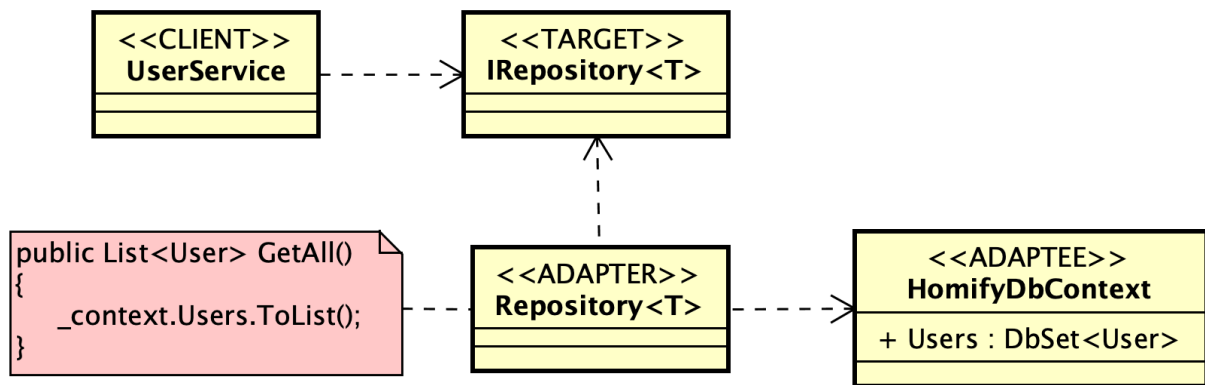 <<CLIENT>>
UserService
<<TARGET>>
IRepository<T>
public List<User> GetAll()
{
_context.Users.ToList();
}
<<ADAPTER>>
Repository<T>
<<ADAPTEE>>
HomifyDbContext
+ Users : DbSet<User>